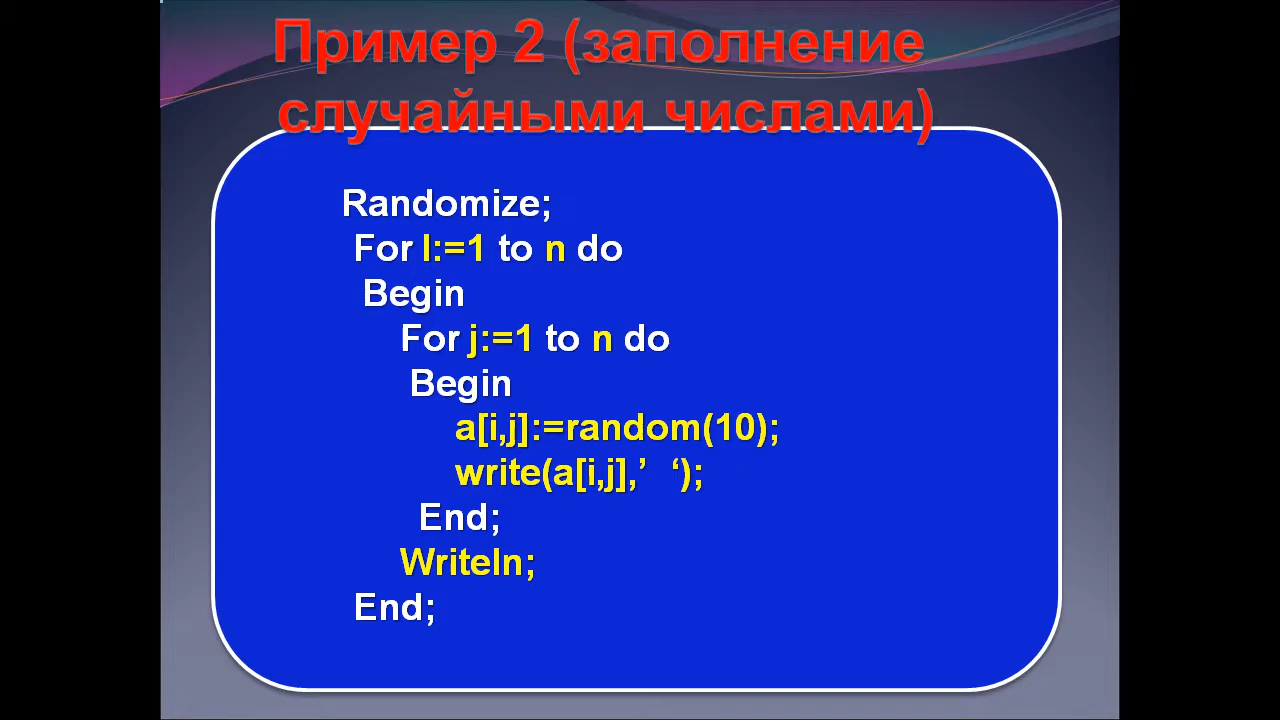 Пример 2 (заполнение
случайными числами)
Randomize;
For I:=1 to n do
Begin
For j:=1 to n do
Begin
a[i,j]:=random(10);
write(a[i,j],’  ‘);
End;
Writeln;
End;